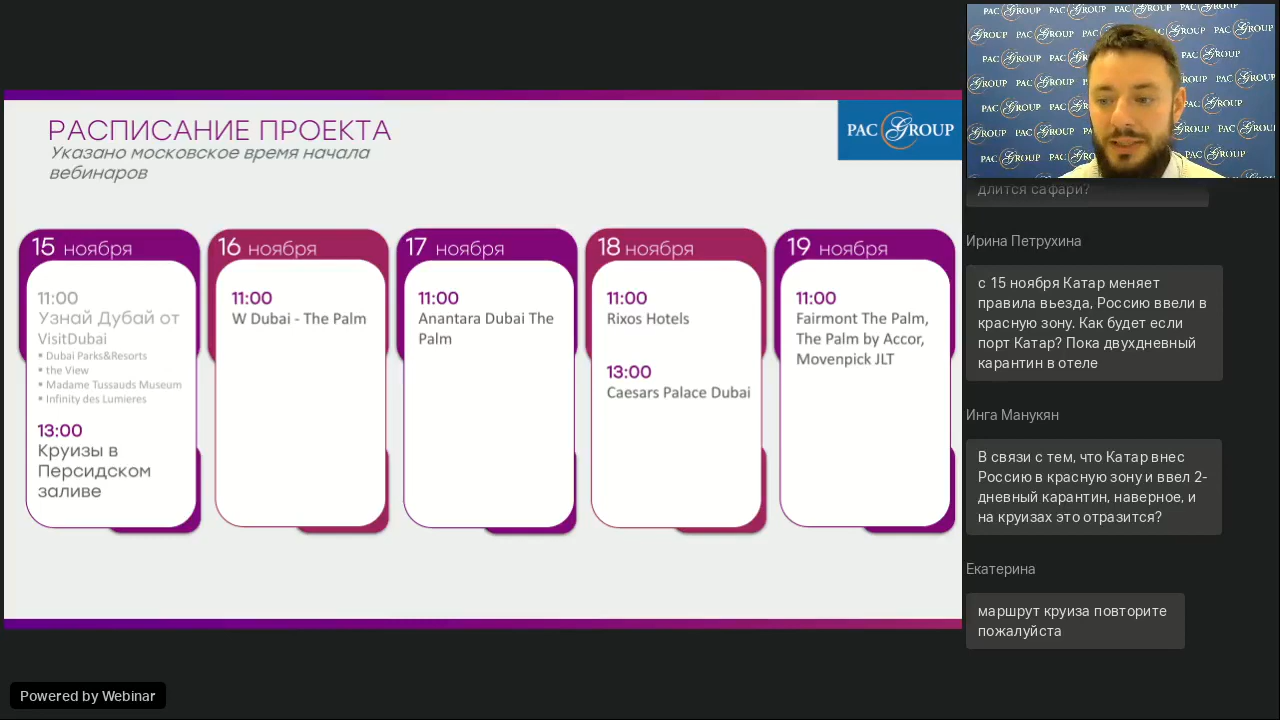 РАСПИСАНИЕ ПРОЕКТА
Указано московское время начала
вебинаров
PAC GROUP
15 ноября
11:00
Узнай Дубай от
VisitDubai
▪ Dubai Parks&Resorts
▪ the View
▪ Madame Tussauds Museum
▪ Infinity des Lumieres
13:00
Круизы в
Персидском
заливе
16 ноября
11:00
W Dubai - The Palm
17 ноября
11:00
Anantara Dubai The
Palm
18 ноября
11:00
Rixos Hotels
13:00
Caesars Palace Dubai
19 ноября
11:00
Fairmont The Palm,
The Palm by Accor,
Movenpick JLT
длится сафари?
Ирина Петрухина
с 15 ноября Катар меняет
правила въезда, Россию ввели в
красную зону. Как будет если
порт Катар? Пока двухдневный
карантин в отеле
Инга Манукян
В связи с тем, что Катар внес
Россию в красную зону и ввел 2-
дневный карантин, наверное, и
на круизах это отразится?
Екатерина
маршрут круиза повторите
пожалуйста
Powered by Webinar